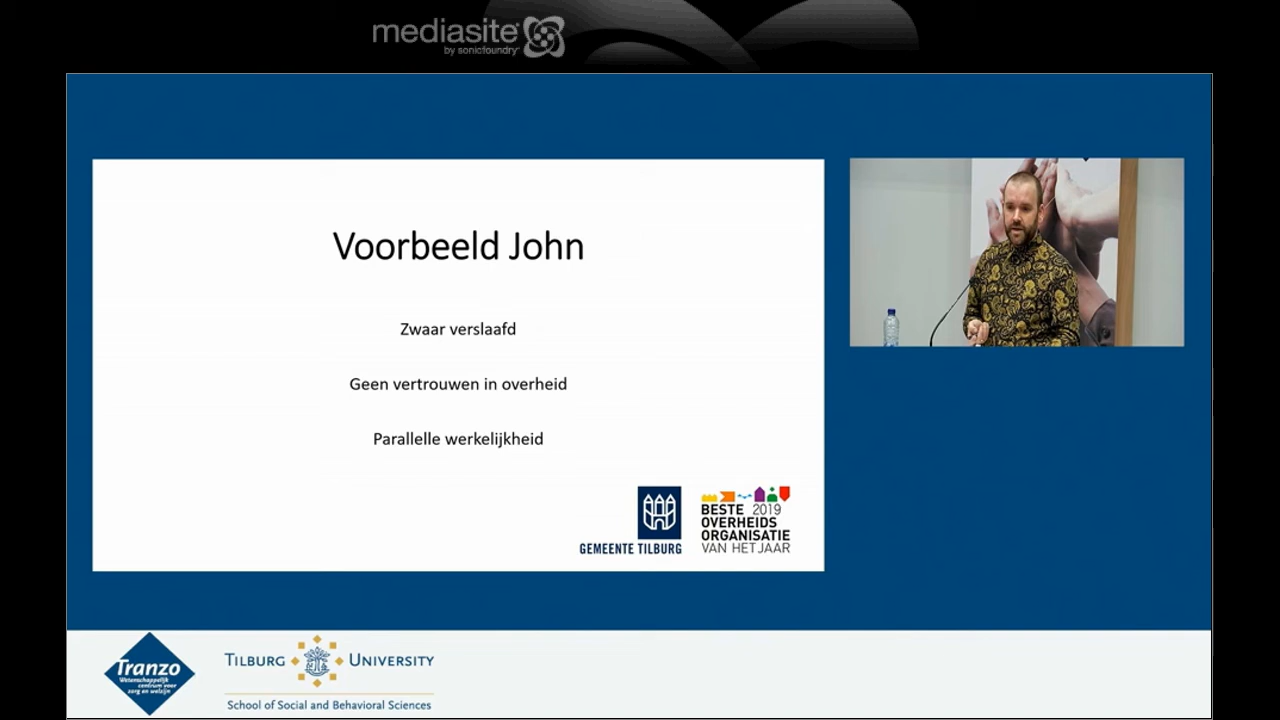 mediasite
by sonicfoundry
Voorbeeld John
Zwaar verslaafd
Geen vertrouwen in overheid
Parallelle werkelijkheid
GEMEENTE TILBURG
BESTE 2019
OVERHEIDS
ORGANISATIE
VAN HET JAAR
Tranzo
Wetenschappelijk
centrum voor
zorg en welzijn
TILBURG UNIVERSITY
School of Social and Behavioral Sciences